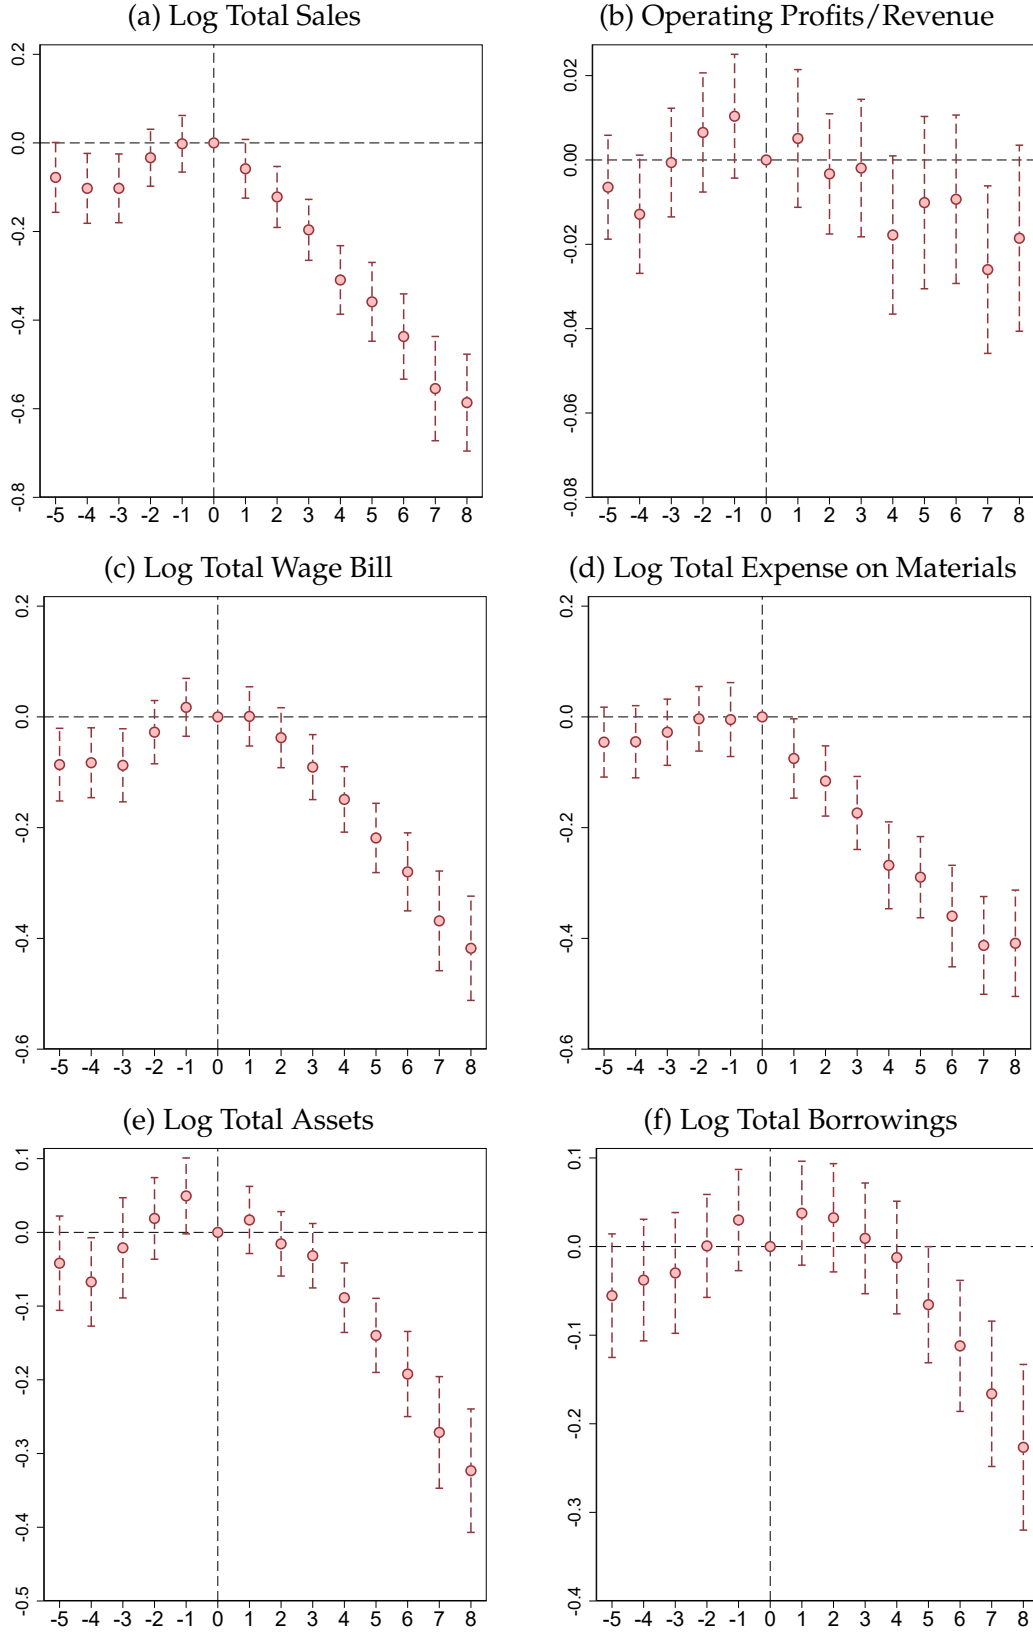 (a) Log Total Sales
0.2
0.0
-0.2
-0.4
-0.6
-0.8
-5 -4 -3 -2 -1 0 1 2 3 4 5 6 7 8
(b) Operating Profits/Revenue
0.02
0.00
-0.02
-0.04
-0.06
-0.08
-5 -4 -3 -2 -1 0 1 2 3 4 5 6 7 8
(c) Log Total Wage Bill
0.2
0.0
-0.2
-0.4
-0.6
-5 -4 -3 -2 -1 0 1 2 3 4 5 6 7 8
(d) Log Total Expense on Materials
0.2
0.0
-0.2
-0.4
-0.6
-5 -4 -3 -2 -1 0 1 2 3 4 5 6 7 8
(e) Log Total Assets
0.1
0.0
-0.1
-0.2
-0.3
-0.4
-0.5
-5 -4 -3 -2 -1 0 1 2 3 4 5 6 7 8
(f) Log Total Borrowings
0.1
0.0
-0.1
-0.2
-0.3
-0.4
-5 -4 -3 -2 -1 0 1 2 3 4 5 6 7 8